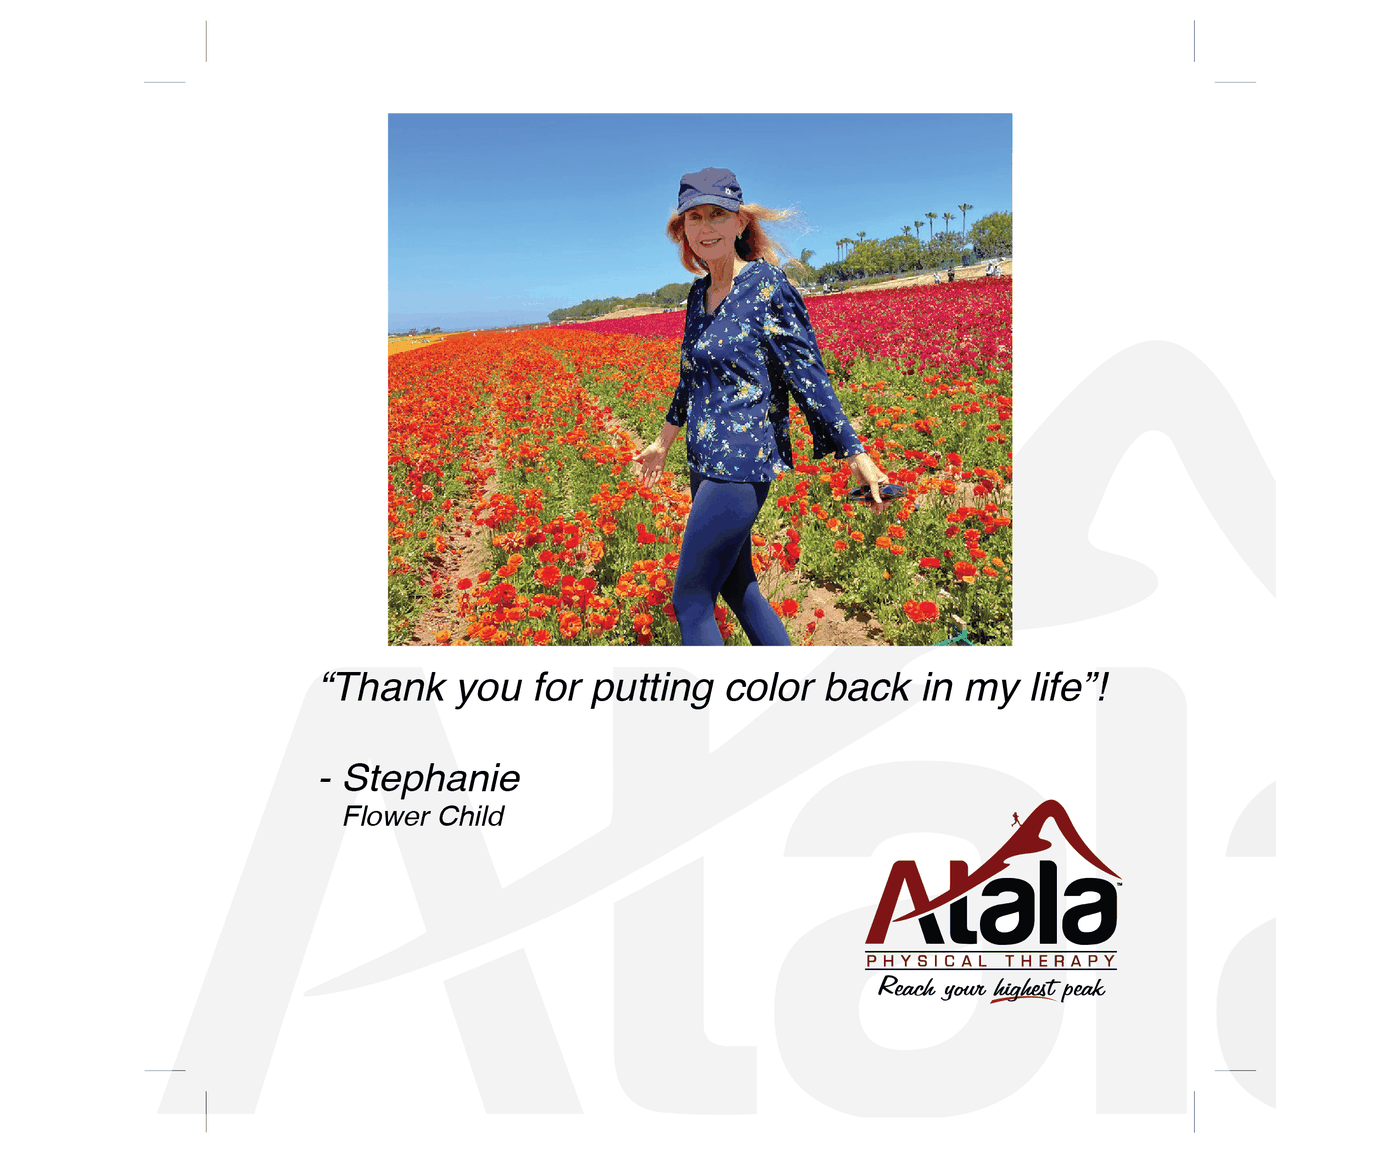 “Thank you for putting color back in my life”!
- Stephanie
Flower Child
Atala™
PHYSICAL THERAPY
Reach your highest peak
Atala